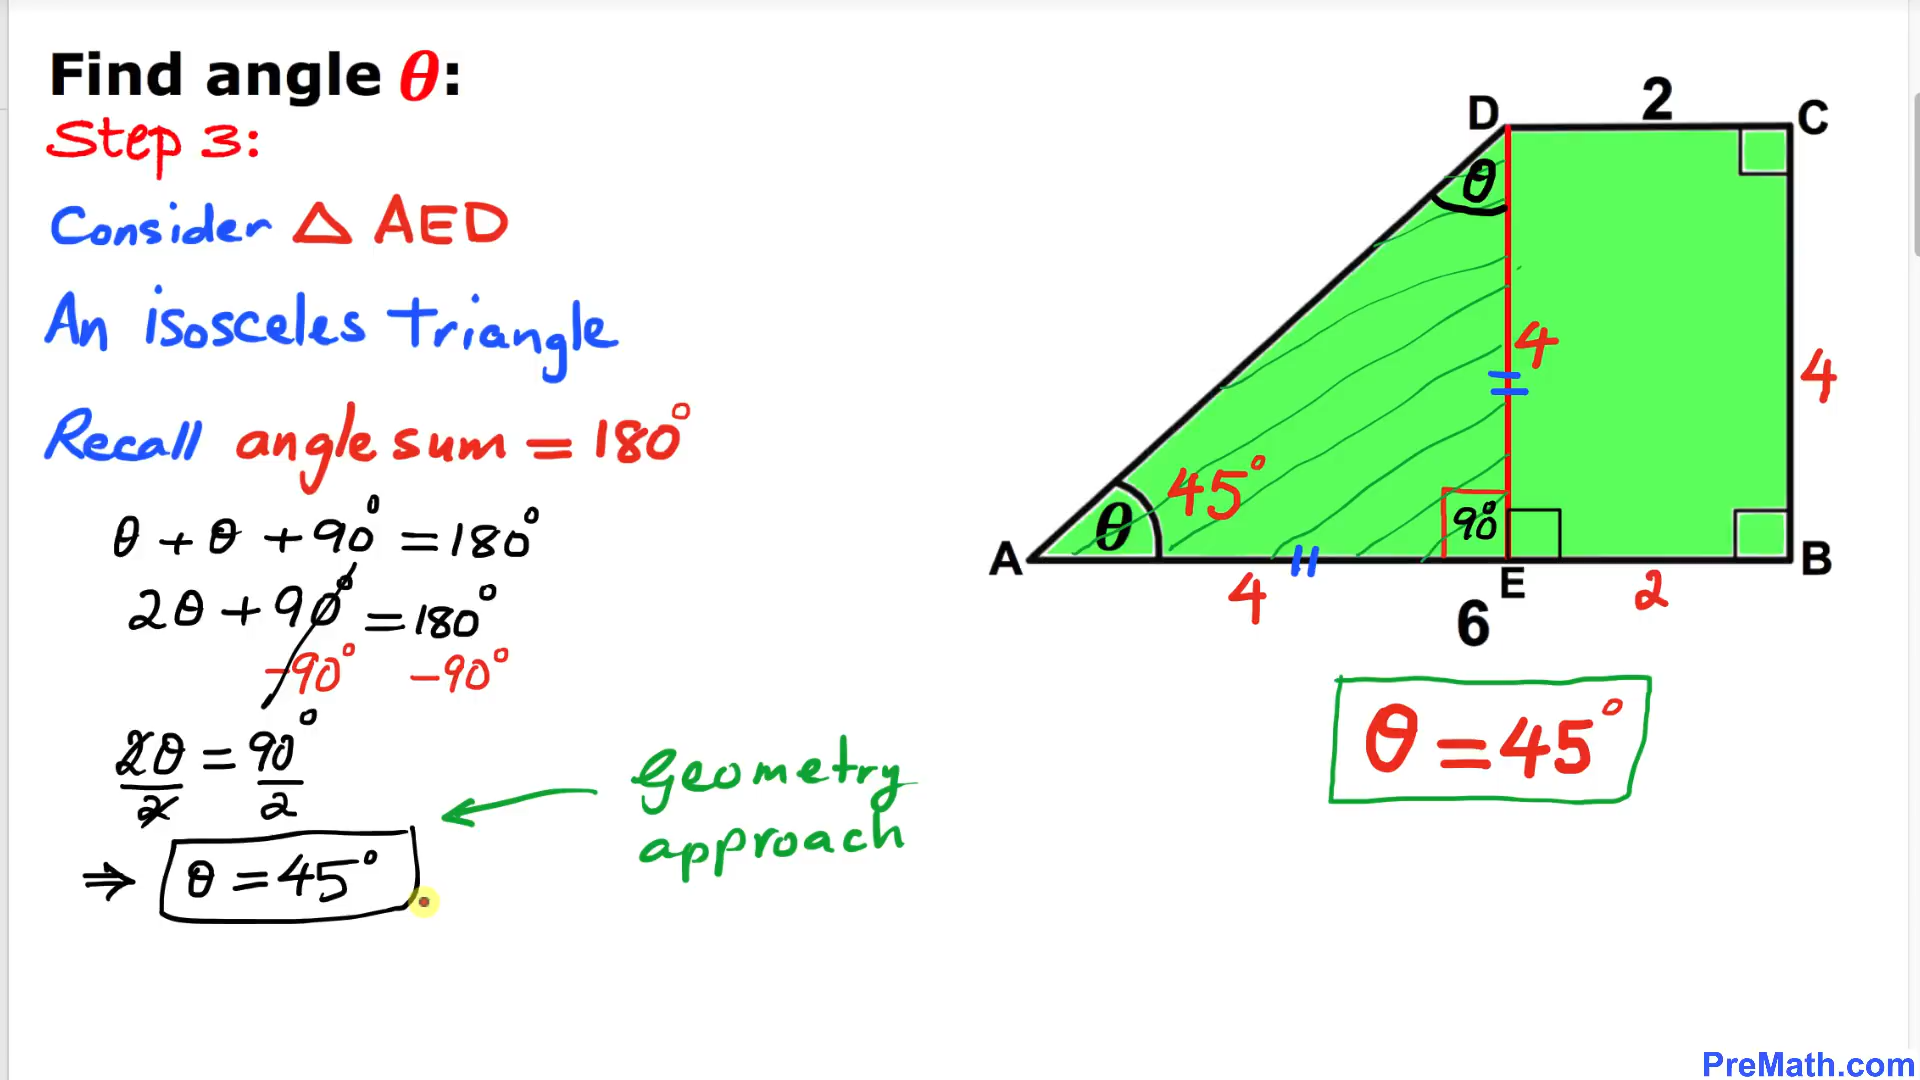 Find angle θ:
Step 3:
Consider △ AED
An isosceles triangle
Recall angle sum = 180°
θ + θ + 90° = 180°
2θ + 90° = 180°
-90° -90°
2θ = 90°
2 2
⇒ θ = 45°
Geometry
approach
D 2 C
θ
4
4
45°
θ
90°
A E B
4 2
6
θ = 45°
PreMath.com